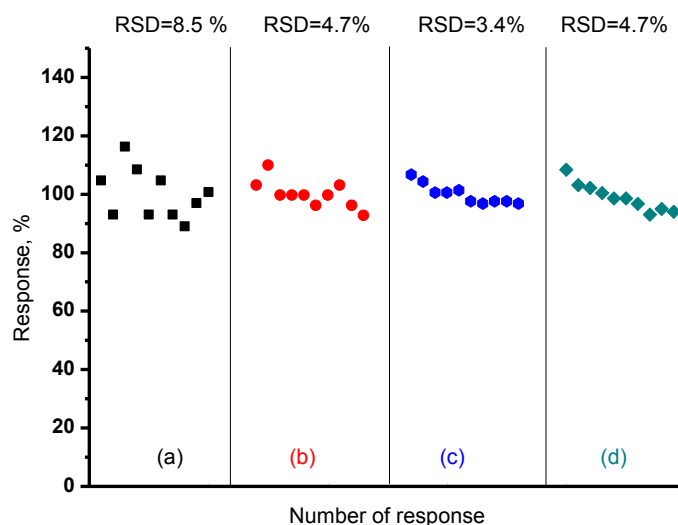 RSD=8.5 % RSD=4.7% RSD=3.4% RSD=4.7%
140
120
100
80
60
40
20
0
Response, %
(a) (b) (c) (d)
Number of response